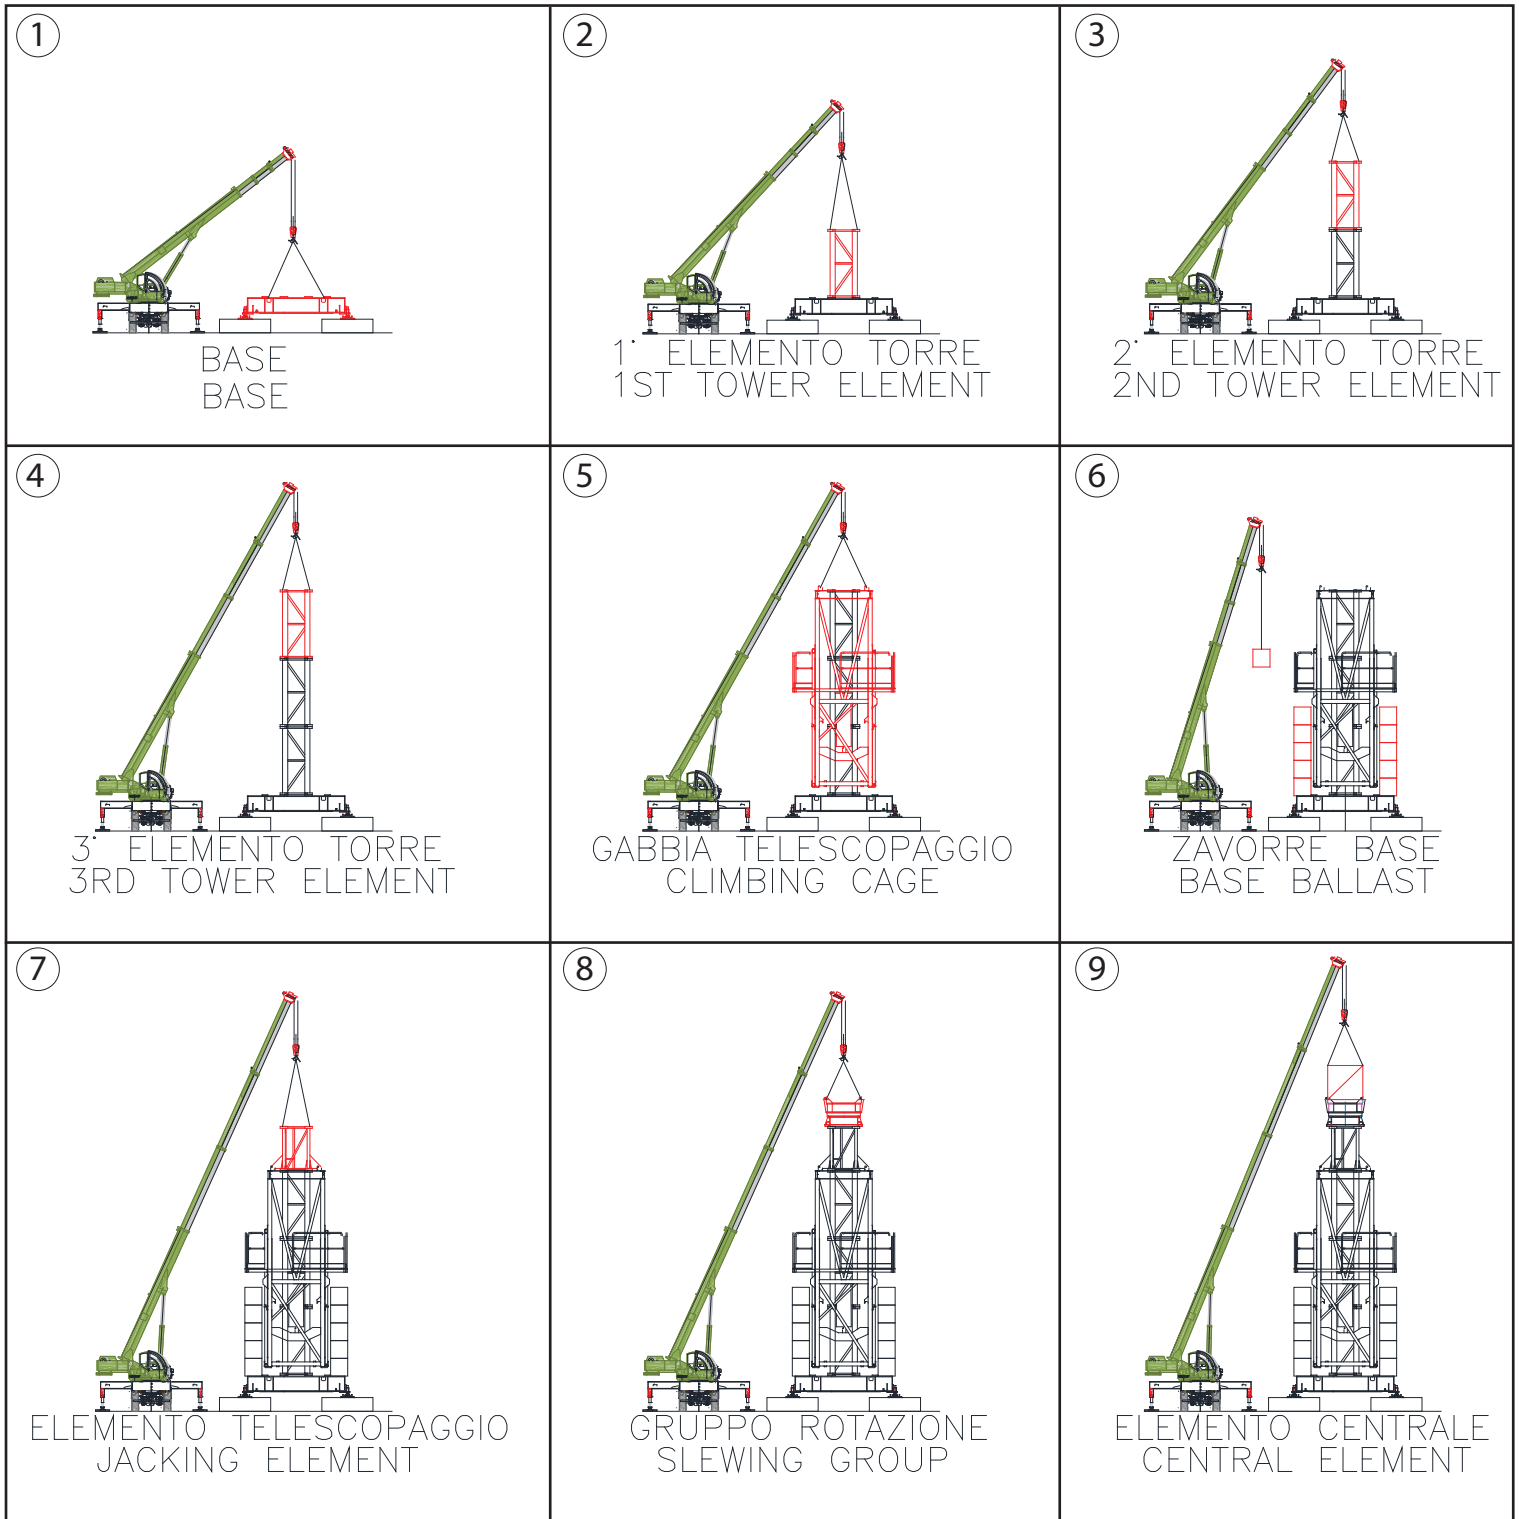 1
BASE
BASE
2
1° ELEMENTO TORRE
1ST TOWER ELEMENT
3
2° ELEMENTO TORRE
2ND TOWER ELEMENT
4
3° ELEMENTO TORRE
3RD TOWER ELEMENT
5
GABBIA TELESCOPAGGIO
CLIMBING CAGE
6
ZAVORRE BASE
BASE BALLAST
7
ELEMENTO TELESCOPAGGIO
JACKING ELEMENT
8
GRUPPO ROTAZIONE
SLEWING GROUP
9
ELEMENTO CENTRALE
CENTRAL ELEMENT